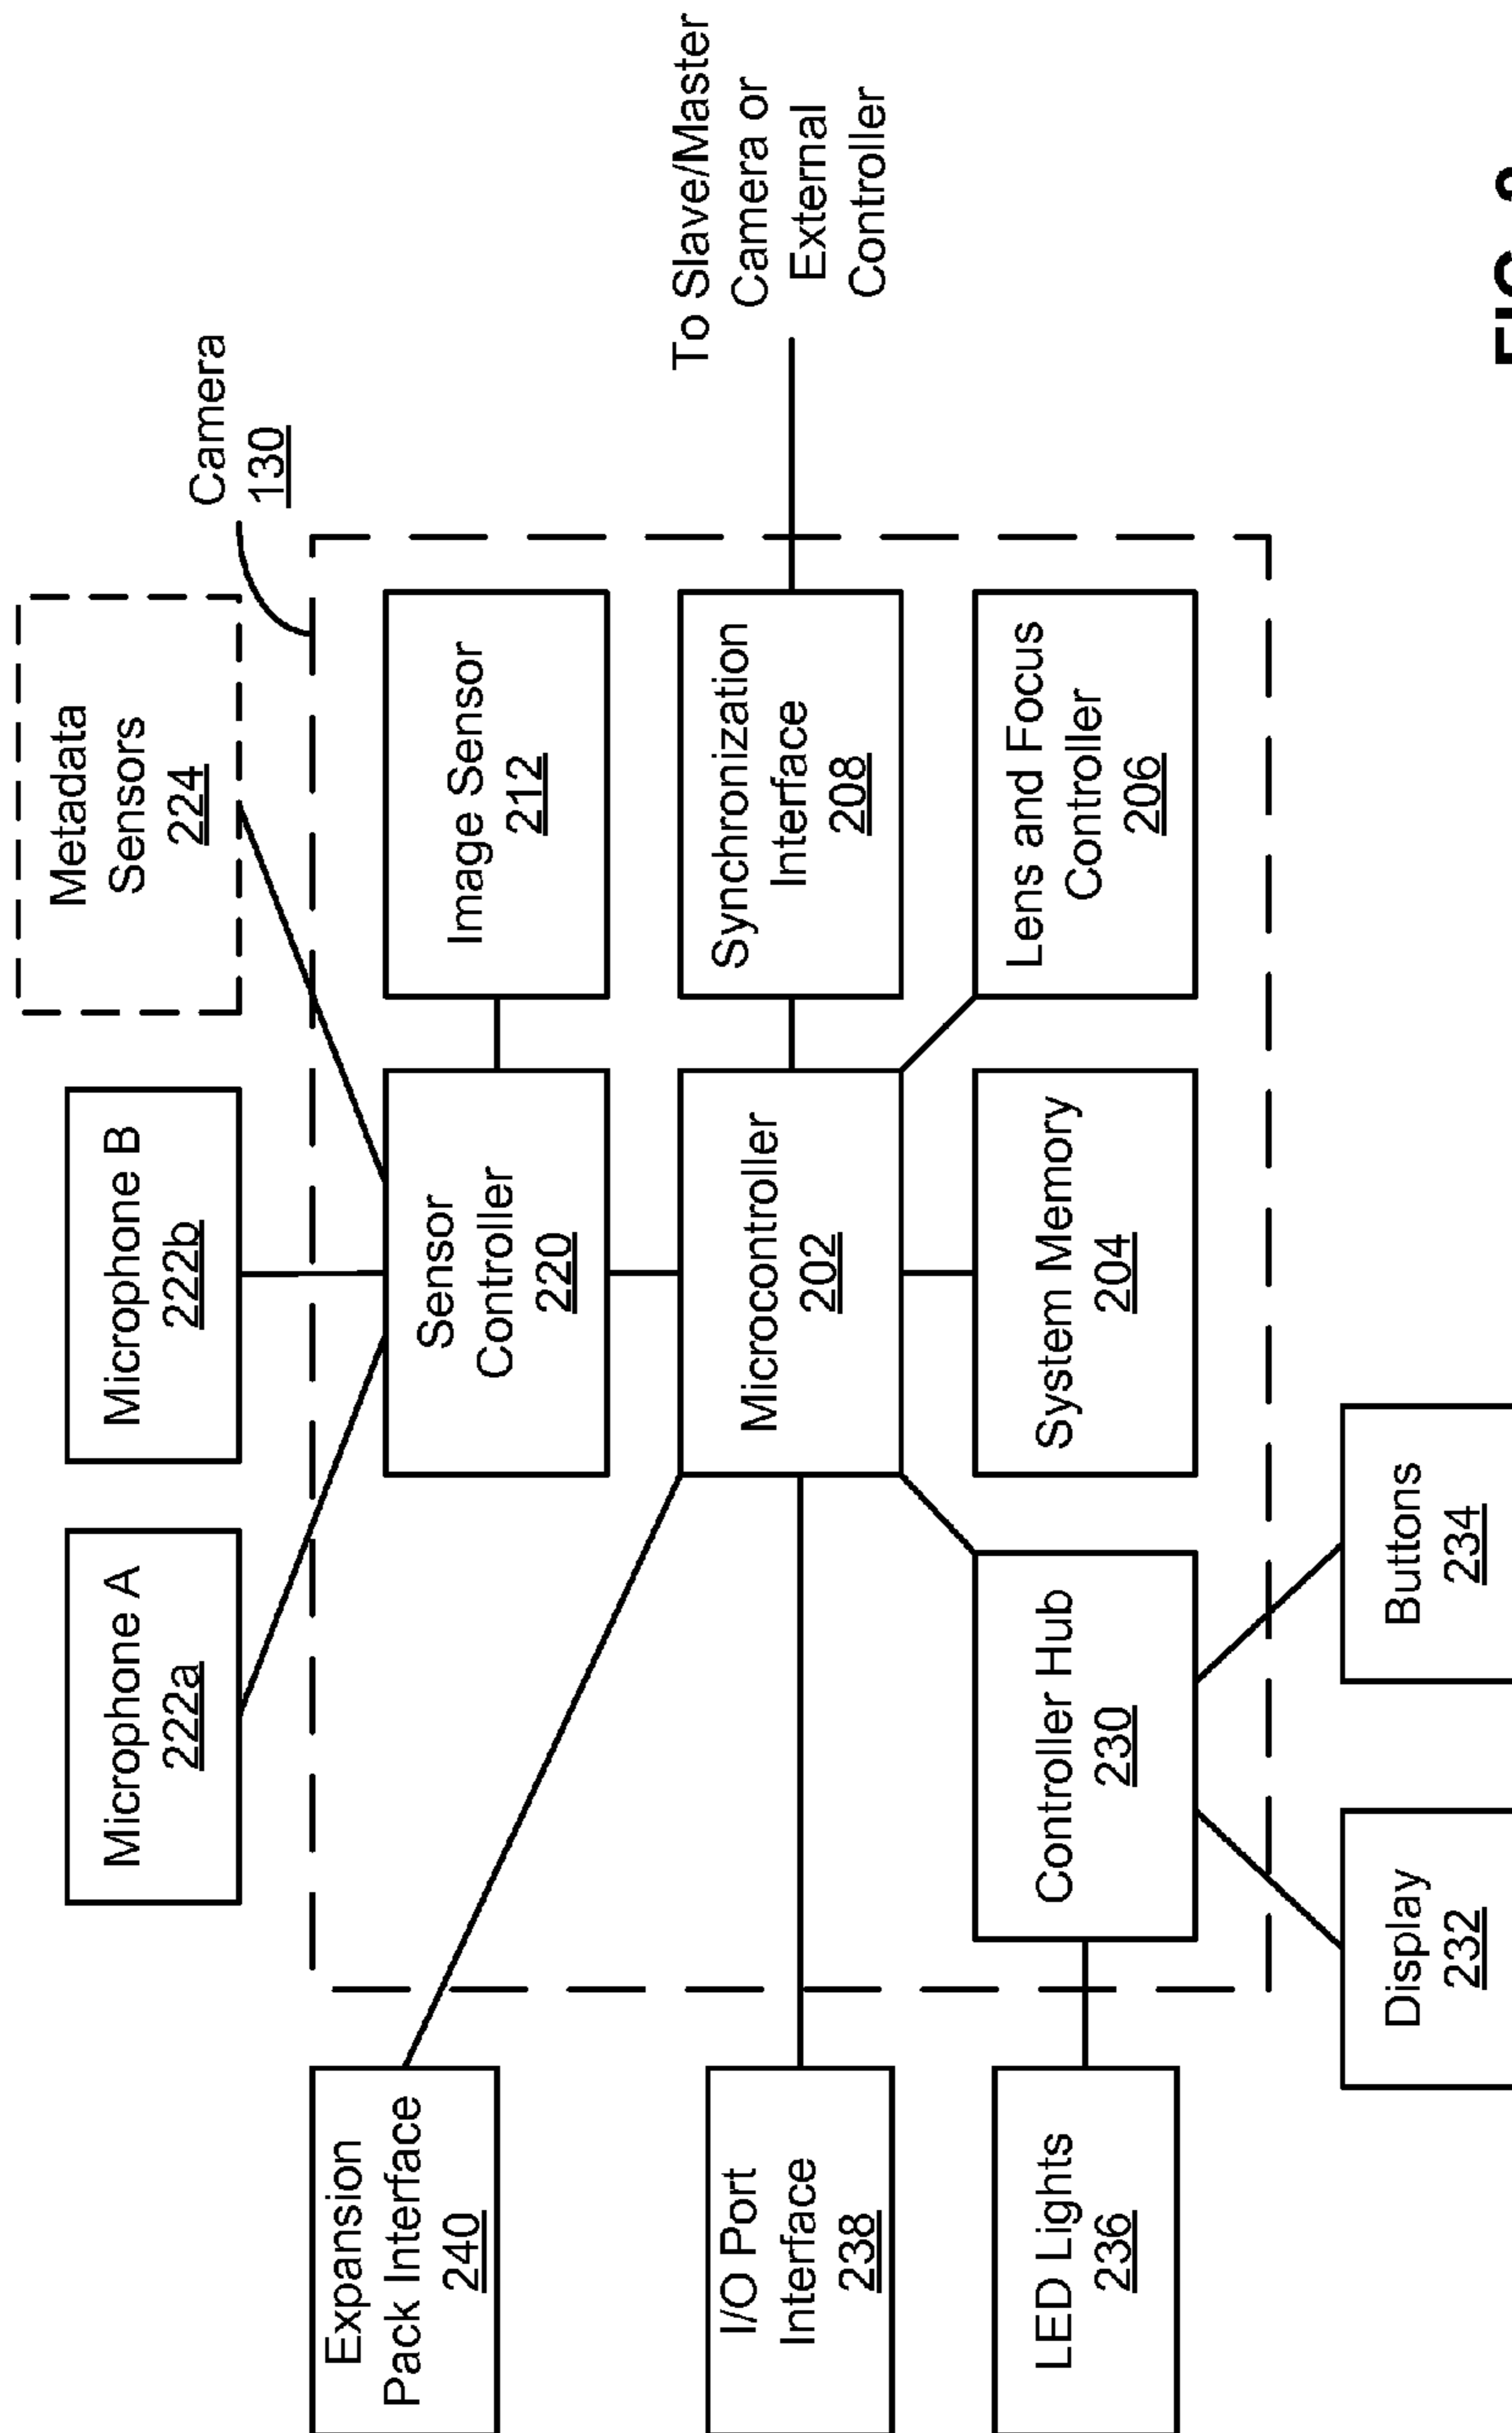 Microphone A
222a
Microphone B
222b
Metadata
Sensors
224
Camera
130
Expansion
Pack Interface
240
Sensor
Controller
220
Image Sensor
212
I/O Port
Interface
238
Microcontroller
202
Synchronization
Interface
208
To Slave/Master
Camera or
External
Controller
LED Lights
236
Controller Hub
230
System Memory
204
Lens and Focus
Controller
206
Display
232
Buttons
234
FIG.